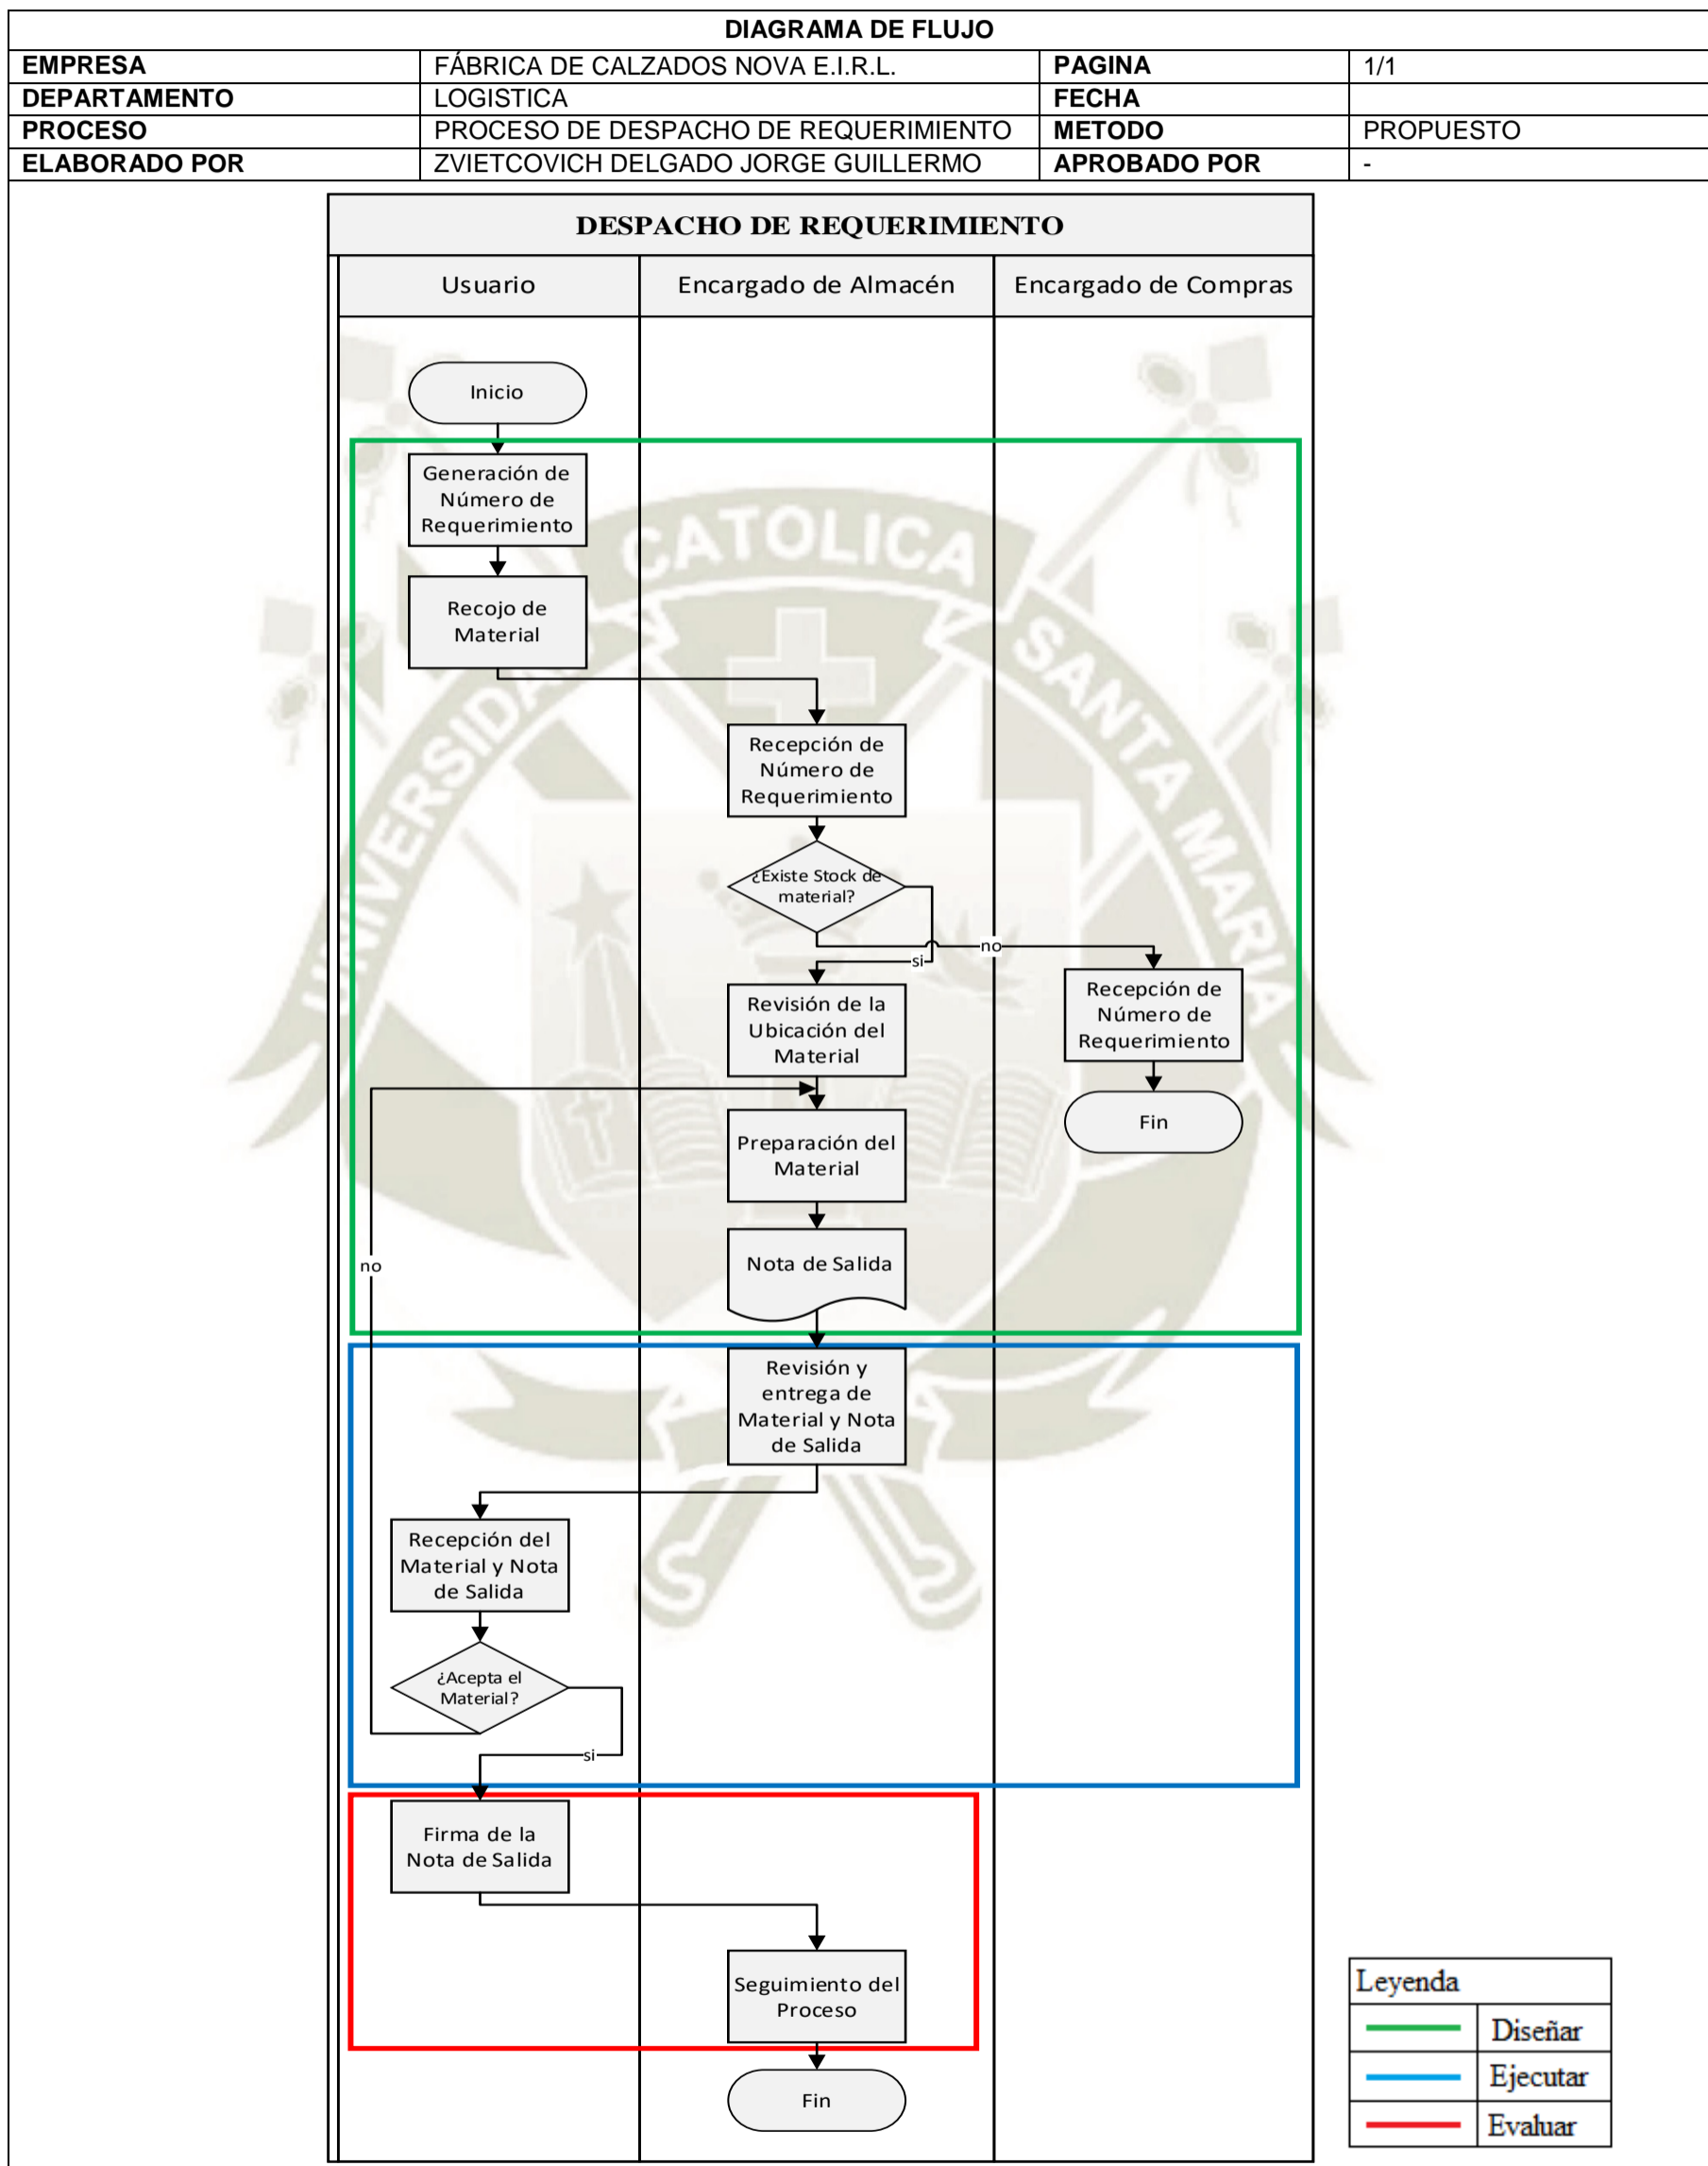 DIAGRAMA DE FLUJO
EMPRESA FÁBRICA DE CALZADOS NOVA E.I.R.L. PAGINA 1/1
DEPARTAMENTO LOGISTICA FECHA
PROCESO PROCESO DE DESPACHO DE REQUERIMIENTO METODO PROPUESTO
ELABORADO POR ZVIETCOVICH DELGADO JORGE GUILLERMO APROBADO POR -
DESPACHO DE REQUERIMIENTO
Usuario Encargado de Almacén Encargado de Compras
Inicio
Generación de
Número de
Requerimiento
UNIVERSIDAD CATOLICA SANTA MARIA
Recojo de
Material
Recepción de
Número de
Requerimiento
¿Existe Stock de
material?
no
si
Revisión de la
Ubicación del
Material
Recepción de
Número de
Requerimiento
Fin
Preparación del
Material
Nota de Salida
no
Revisión y
entrega de
Material y Nota
de Salida
Recepción del
Material y Nota
de Salida
¿Acepta el
Material?
si
Firma de la
Nota de Salida
Seguimiento del
Proceso
Fin
Leyenda
Diseñar
Ejecutar
Evaluar